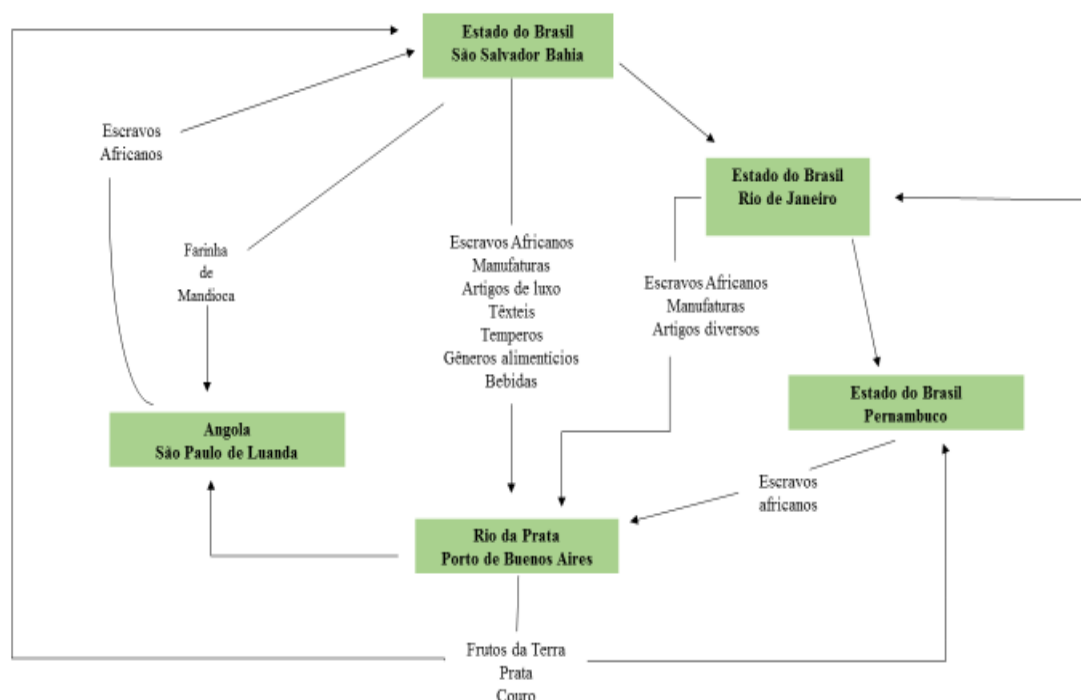 Estado do Brasil
São Salvador Bahia
Escravos
Africanos
Estado do Brasil
Rio de Janeiro
Farinha
de
Mandioca
Escravos Africanos
Manufaturas
Artigos de luxo
Têxteis
Temperos
Gêneros alimentícios
Bebidas
Escravos Africanos
Manufaturas
Artigos diversos
Estado do Brasil
Pernambuco
Angola
São Paulo de Luanda
Escravos
africanos
Rio da Prata
Porto de Buenos Aires
Frutos da Terra
Prata
Couro